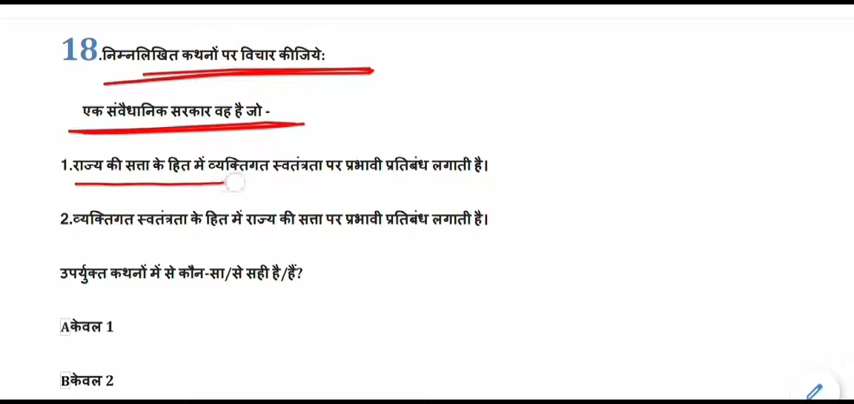 18.निम्नलिखित कथनों पर विचार कीजिये:
एक संवैधानिक सरकार वह है जो -
1.राज्य की सत्ता के हित में व्यक्तिगत स्वतंत्रता पर प्रभावी प्रतिबंध लगाती है।
2.व्यक्तिगत स्वतंत्रता के हित में राज्य की सत्ता पर प्रभावी प्रतिबंध लगाती है।
उपर्युक्त कथनों में से कौन-सा/से सही है/हैं?
Aकेवल 1
Bकेवल 2